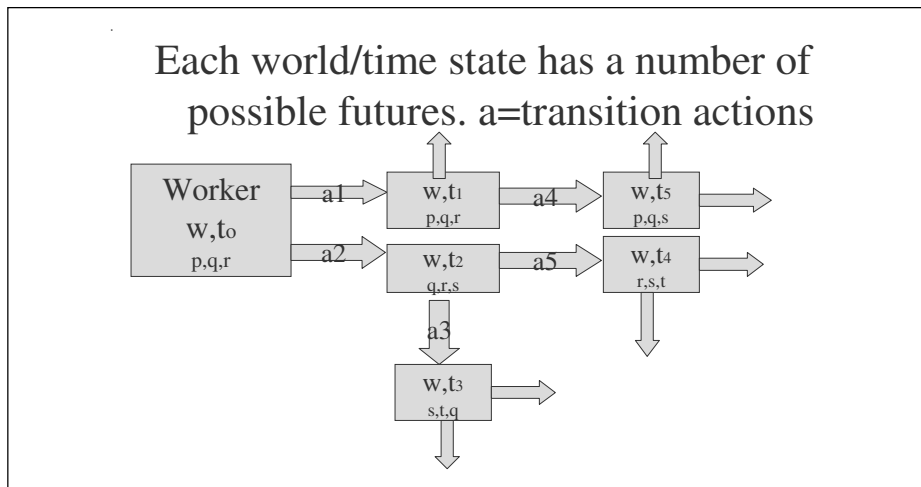 Each world/time state has a number of
possible futures. a=transition actions
Worker
w,to
p,q,r
a1
w,t1
p,q,r
a4
w,t5
p,q,s
a2
w,t2
q,r,s
a5
w,t4
r,s,t
a3
w,t3
s,t,q